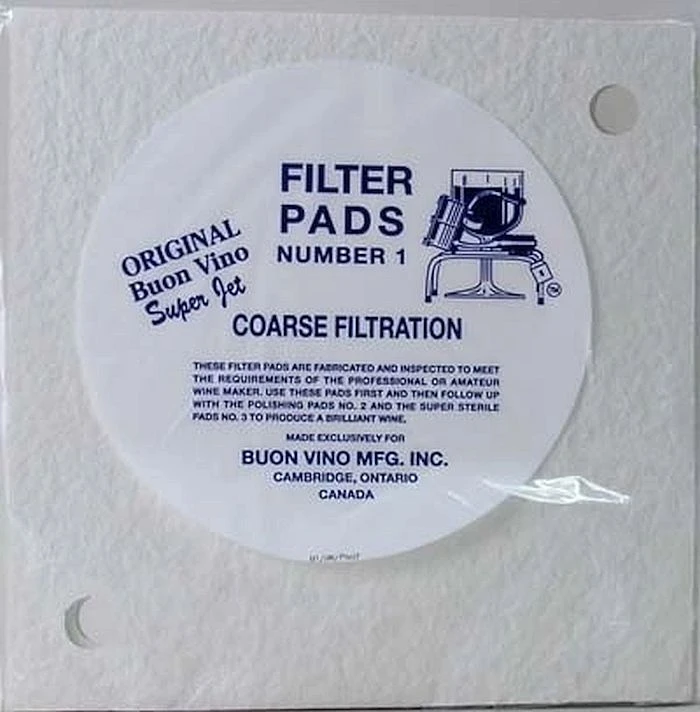 FILTER
PADS
NUMBER 1
ORIGINAL
Buon Vino
Super Jet
COARSE FILTRATION
THESE FILTER PADS ARE FABRICATED AND INSPECTED TO MEET
THE REQUIREMENTS OF THE PROFESSIONAL OR AMATEUR
WINE MAKER. USE THESE PADS FIRST AND THEN FOLLOW UP
WITH THE POLISHING PADS NO. 2 AND THE SUPER STERILE
PADS NO. 3 TO PRODUCE A BRILLIANT WINE.
MADE EXCLUSIVELY FOR
BUON VINO MFG. INC.
CAMBRIDGE, ONTARIO
CANADA